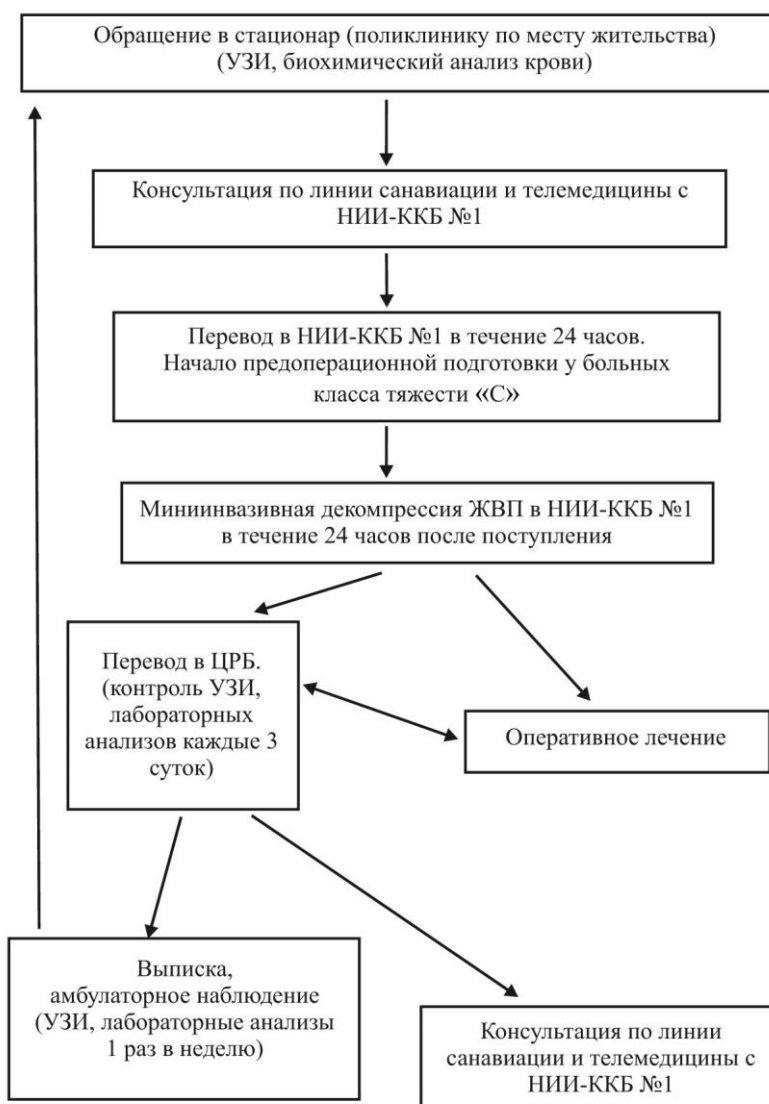 Обращение в стационар (поликлинику по месту жительства)
(УЗИ, биохимический анализ крови)
Консультация по линии санавиации и телемедицины с
НИИ-ККБ №1
Перевод в НИИ-ККБ №1 в течение 24 часов.
Начало предоперационной подготовки у больных
класса тяжести «С»
Миниинвазивная декомпрессия ЖВП в НИИ-ККБ №1
в течение 24 часов после поступления
Перевод в ЦРБ.
(контроль УЗИ,
лабораторных
анализов каждые 3
суток)
Оперативное лечение
Выписка,
амбулаторное наблюдение
(УЗИ, лабораторные анализы
1 раз в неделю)
Консультация по линии
санавиации и телемедицины с
НИИ-ККБ №1